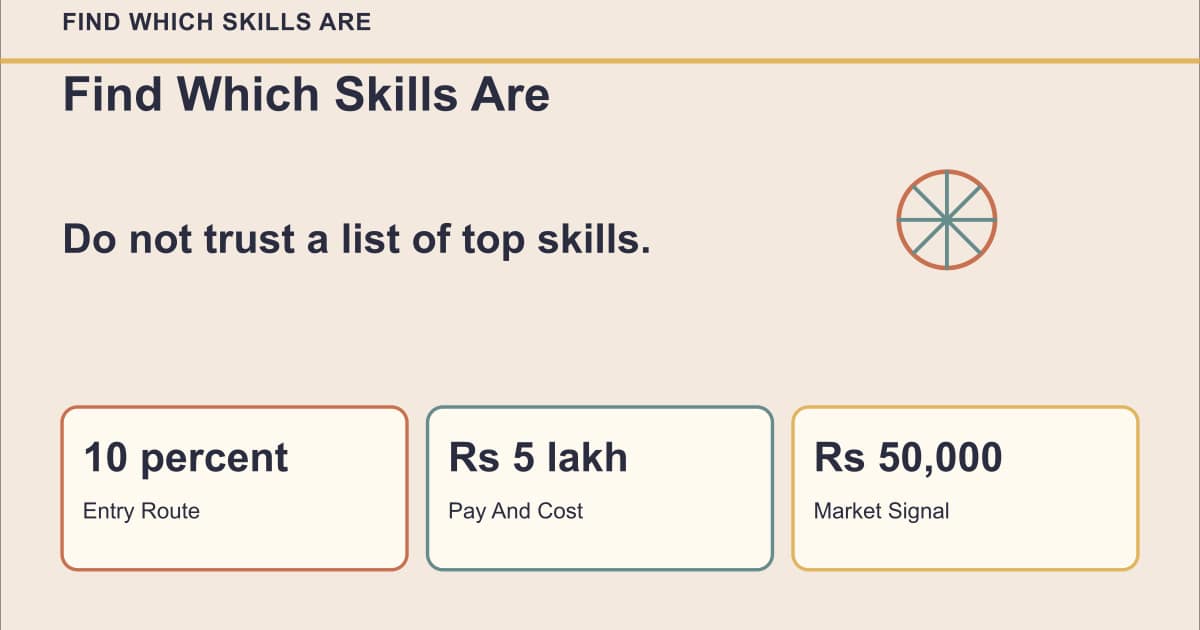 FIND WHICH SKILLS ARE
Find Which Skills Are
Do not trust a list of top skills.
10 percent
Entry Route
Rs 5 lakh
Pay And Cost
Rs 50,000
Market Signal